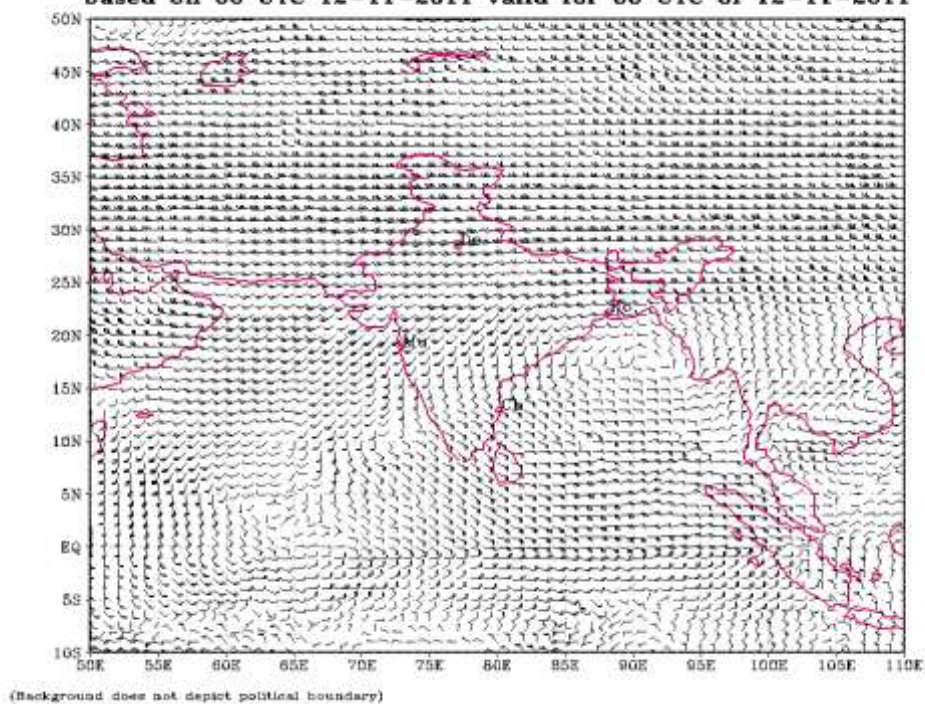 based on 00 UTC 12-11-2011 valid for 00 UTC of 12-11-2011
50N
45N
40N
35N
30N
25N
20N
15N
10N
5N
EQ
5S
10S
De
Kc
Mu
Ch
50E 55E 60E 65E 70E 75E 80E 85E 90E 95E 100E 105E 110E
(Background does not depict political boundary)